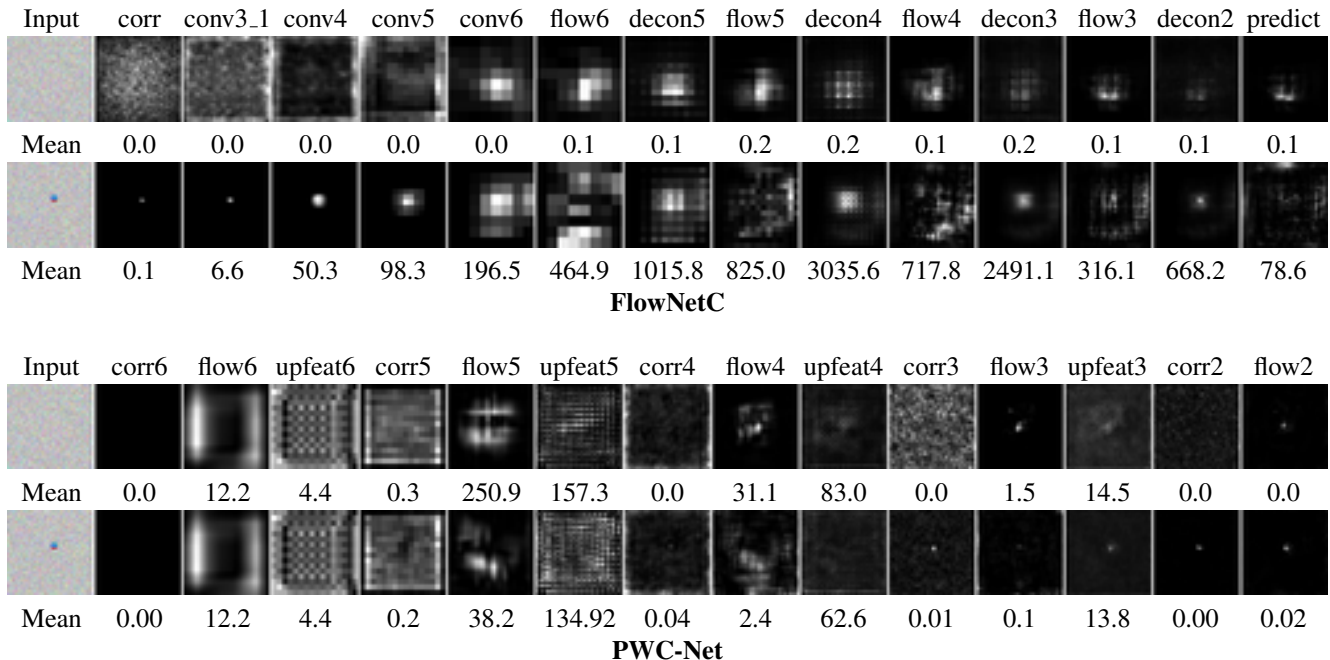 Input corr conv3_1 conv4 conv5 conv6 flow6 decon5 flow5 decon4 flow4 decon3 flow3 decon2 predict
Mean 0.0 0.0 0.0 0.0 0.0 0.1 0.1 0.2 0.2 0.1 0.2 0.1 0.1 0.1
Mean 0.1 6.6 50.3 98.3 196.5 464.9 1015.8 825.0 3035.6 717.8 2491.1 316.1 668.2 78.6
FlowNetC
Input corr6 flow6 upfeat6 corr5 flow5 upfeat5 corr4 flow4 upfeat4 corr3 flow3 upfeat3 corr2 flow2
Mean 0.0 12.2 4.4 0.3 250.9 157.3 0.0 31.1 83.0 0.0 1.5 14.5 0.0 0.0
Mean 0.00 12.2 4.4 0.2 38.2 134.92 0.04 2.4 62.6 0.01 0.1 13.8 0.00 0.02
PWC-Net